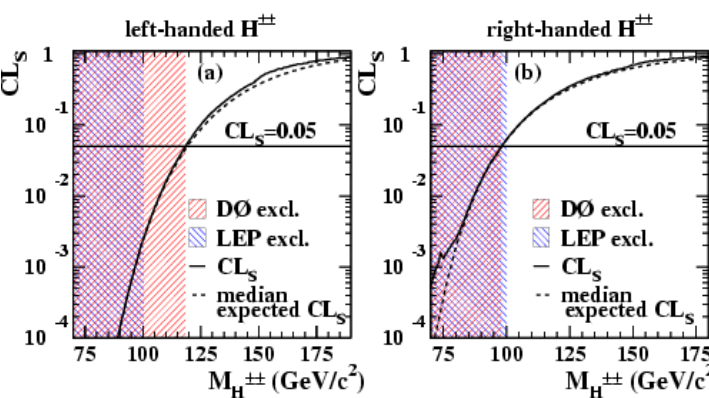 left-handed H±±
right-handed H±±
CLS
1
10 -1
10 -2
10 -3
10 -4
(a)
CLS=0.05
DØ excl.
LEP excl.
CLS
median
expected CLS
75 100 125 150 175
MH±± (GeV/c²)
CLS
1
10 -1
10 -2
10 -3
10 -4
(b)
CLS=0.05
DØ excl.
LEP excl.
CLS
median
expected CLS
75 100 125 150 175
MH±± (GeV/c²)